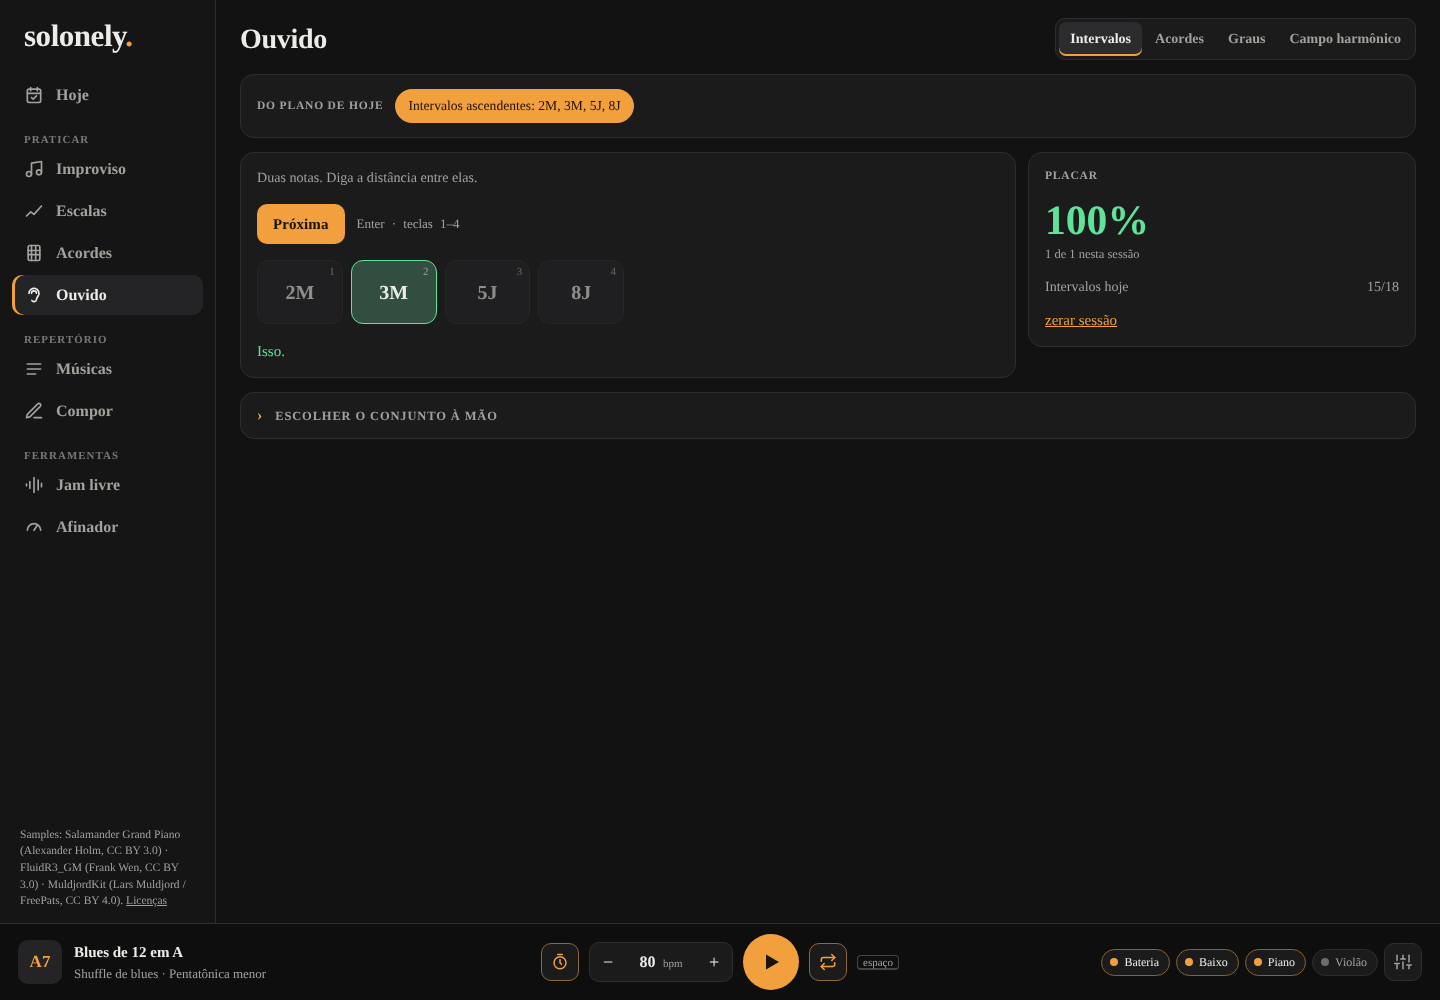 solonely.
Hoje
PRATICAR
Improviso
Escalas
Acordes
Ouvido
REPERTÓRIO
Músicas
Compor
FERRAMENTAS
Jam livre
Afinador
Samples: Salamander Grand Piano
(Alexander Holm, CC BY 3.0) ·
FluidR3_GM (Frank Wen, CC BY
3.0) · MuldjordKit (Lars Muldjord /
FreePats, CC BY 4.0). Licenças
Ouvido
Intervalos Acordes Graus Campo harmônico
DO PLANO DE HOJE Intervalos ascendentes: 2M, 3M, 5J, 8J
Duas notas. Diga a distância entre elas.
Próxima Enter · teclas 1–4
1 2 3 4
2M 3M 5J 8J
Isso.
PLACAR
100%
1 de 1 nesta sessão
Intervalos hoje 15/18
zerar sessão
› ESCOLHER O CONJUNTO À MÃO
A7
Blues de 12 em A
Shuffle de blues · Pentatônica menor
− 80 bpm +
espaço
Bateria Baixo Piano Violão